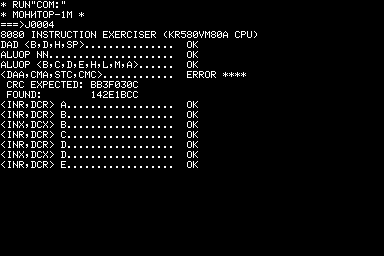 * RUN"COM:"
* МОНИТОР-1М *
===>J0004
8080 INSTRUCTION EXERCISER (KR580VM80A CPU)
DAD <B,D,H,SP>................  OK
ALUOP NN......................  OK
ALUOP <B,C,D,E,H,L,M,A>......  OK
<DAA,CMA,STC,CMC>.............  ERROR ****
CRC EXPECTED: BB3F030C
FOUND:        142E1BCC
<INR,DCR> A...................  OK
<INR,DCR> B...................  OK
<INX,DCX> B...................  OK
<INR,DCR> C...................  OK
<INR,DCR> D...................  OK
<INX,DCX> D...................  OK
<INR,DCR> E...................  OK